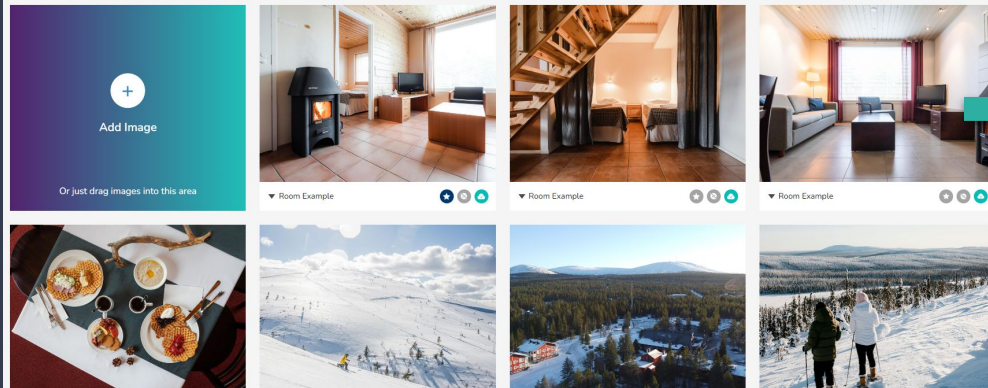 Add Image
Or just drag images into this area
Room Example
Room Example
Room Example